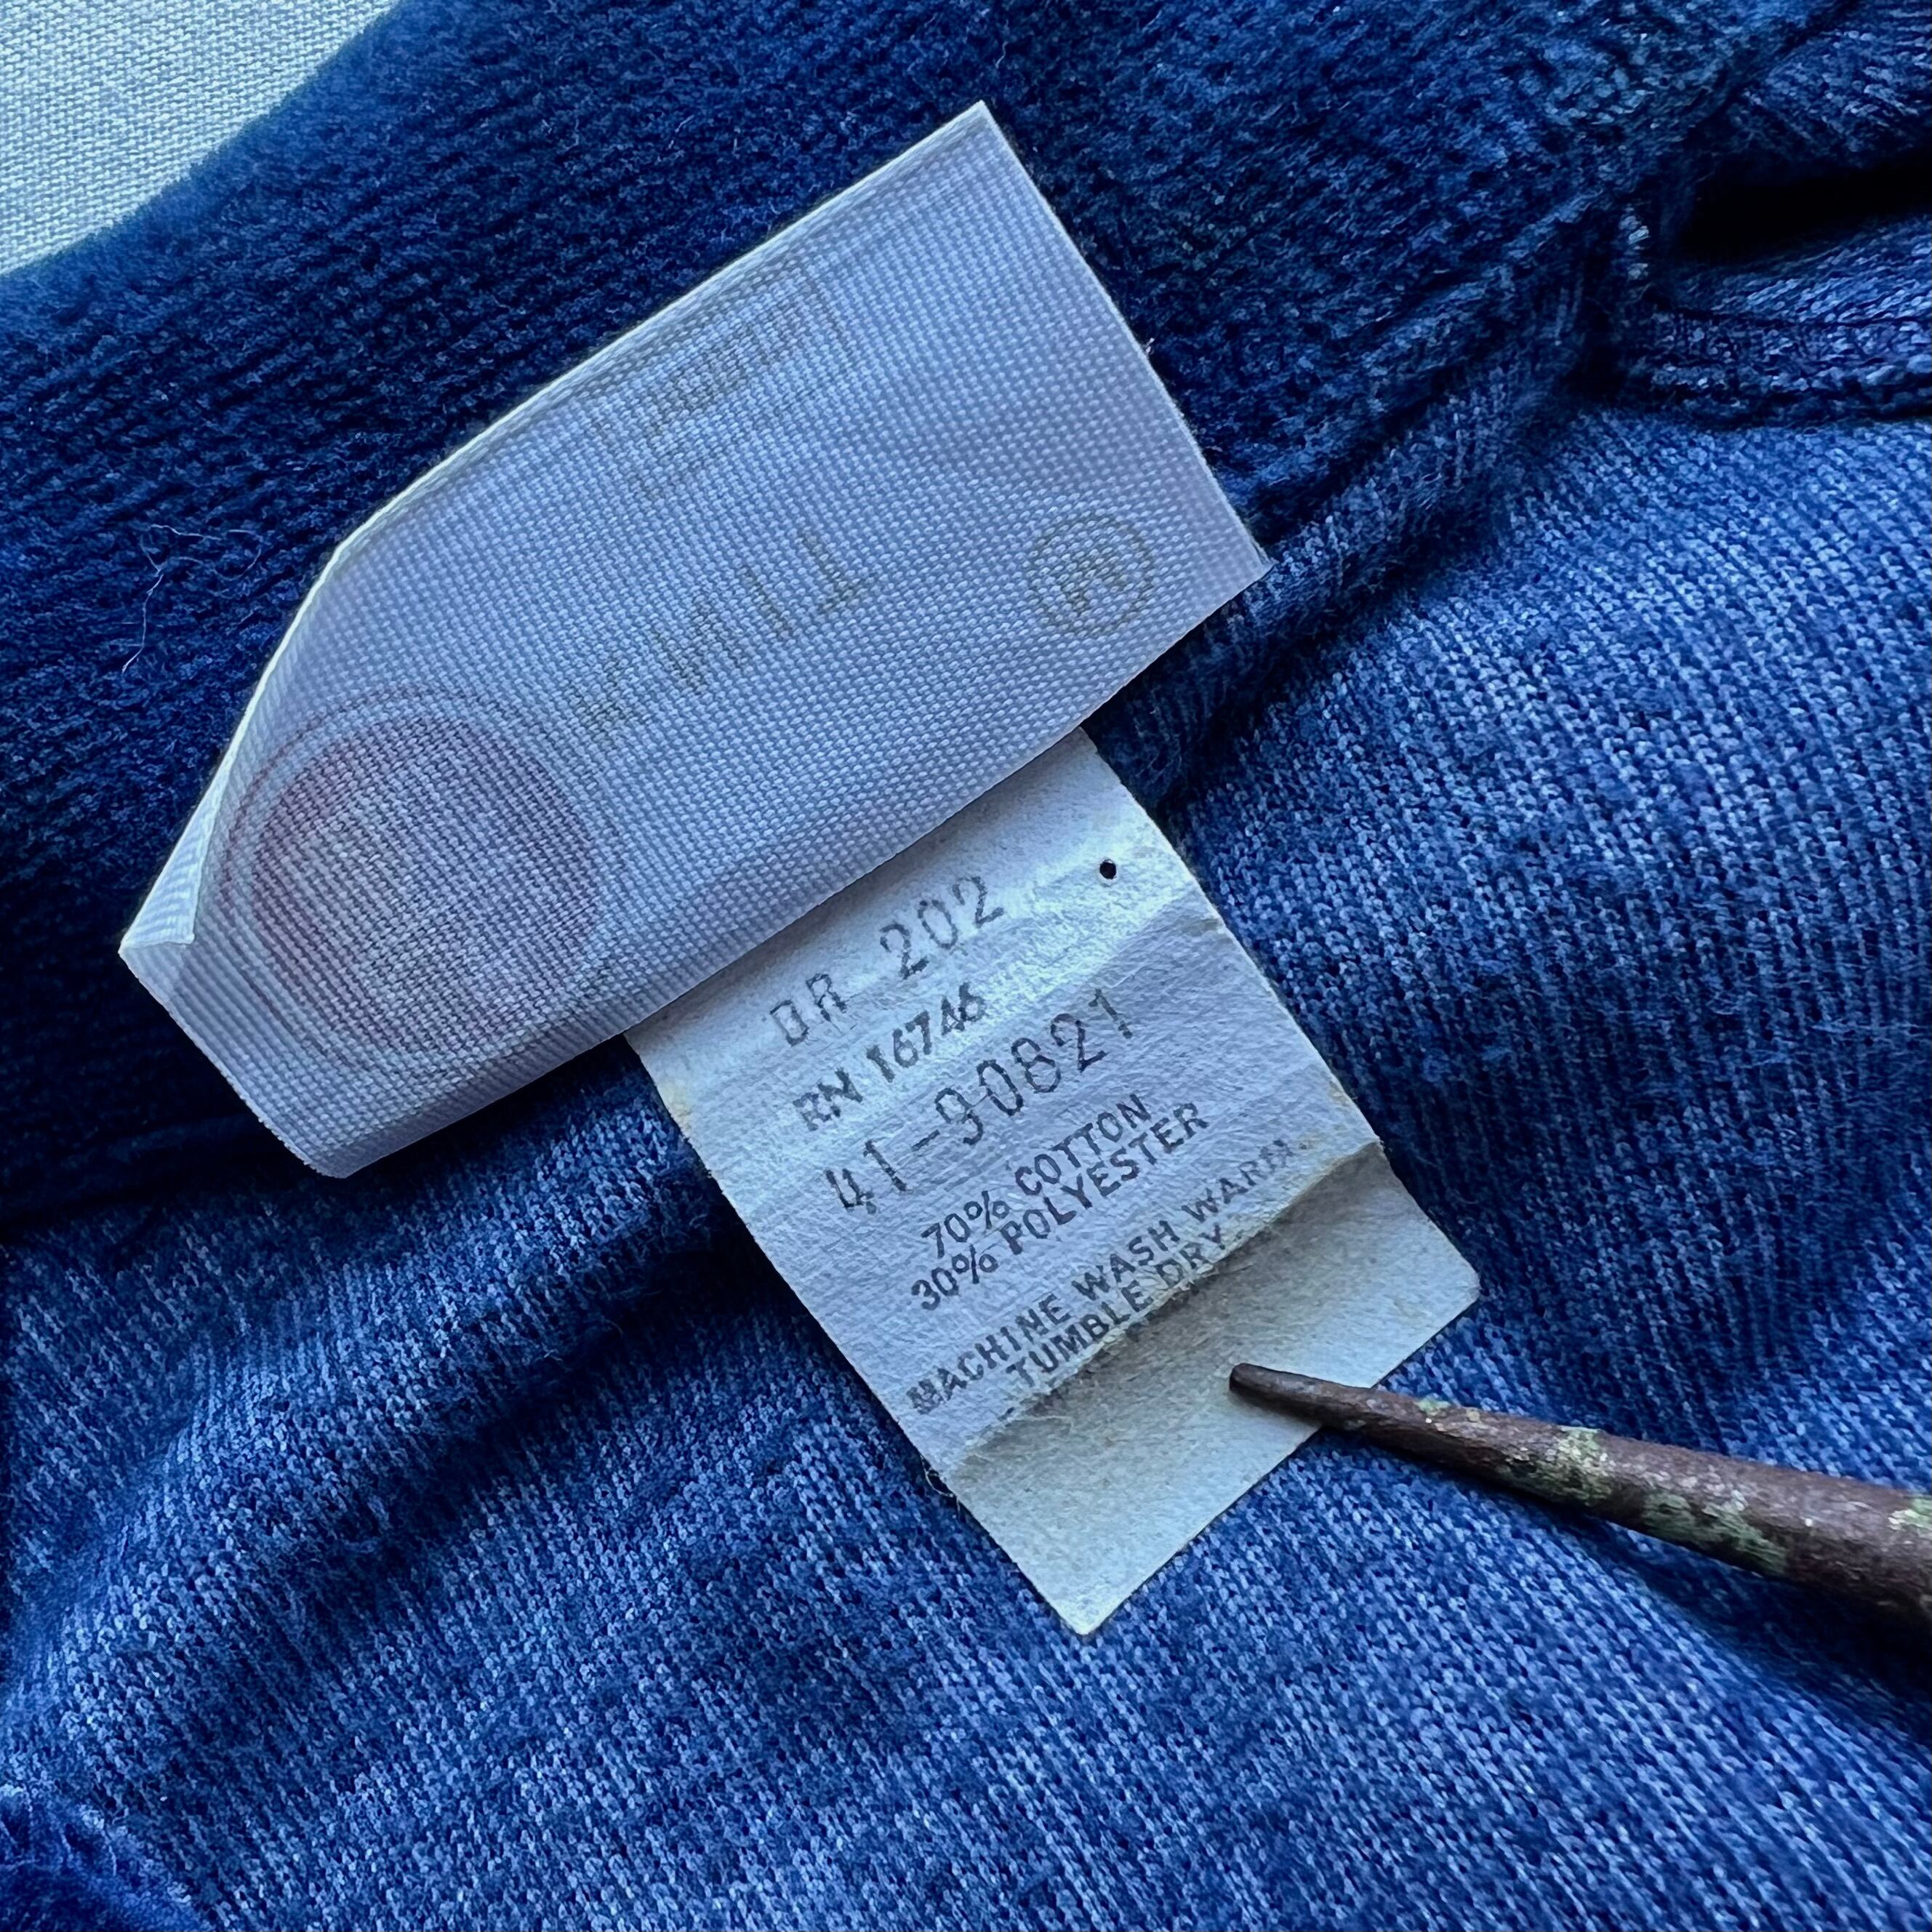 DR 202
RN 16746
41-90821
70% COTTON
30% POLYESTER
MACHINE WASH WARM
TUMBLE DRY